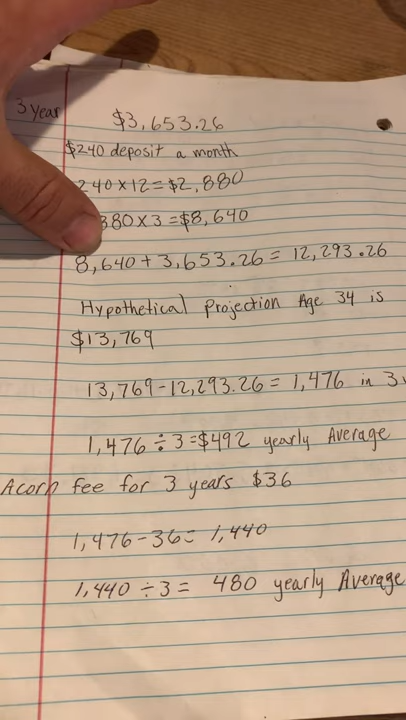 3 year
$3,653.26
$240 deposit a month
240 x 12 = $2,880
880 x 3 = $8,640
8,640 + 3,653.26 = 12,293.26
Hypothetical Projection Age 34 is
$13,769
13,769 - 12,293.26 = 1,476 in 3
1,476 ÷ 3 = $492 yearly Average
Acorn fee for 3 years $36
1,476 - 36 = 1,440
1,440 ÷ 3 = 480 yearly Average